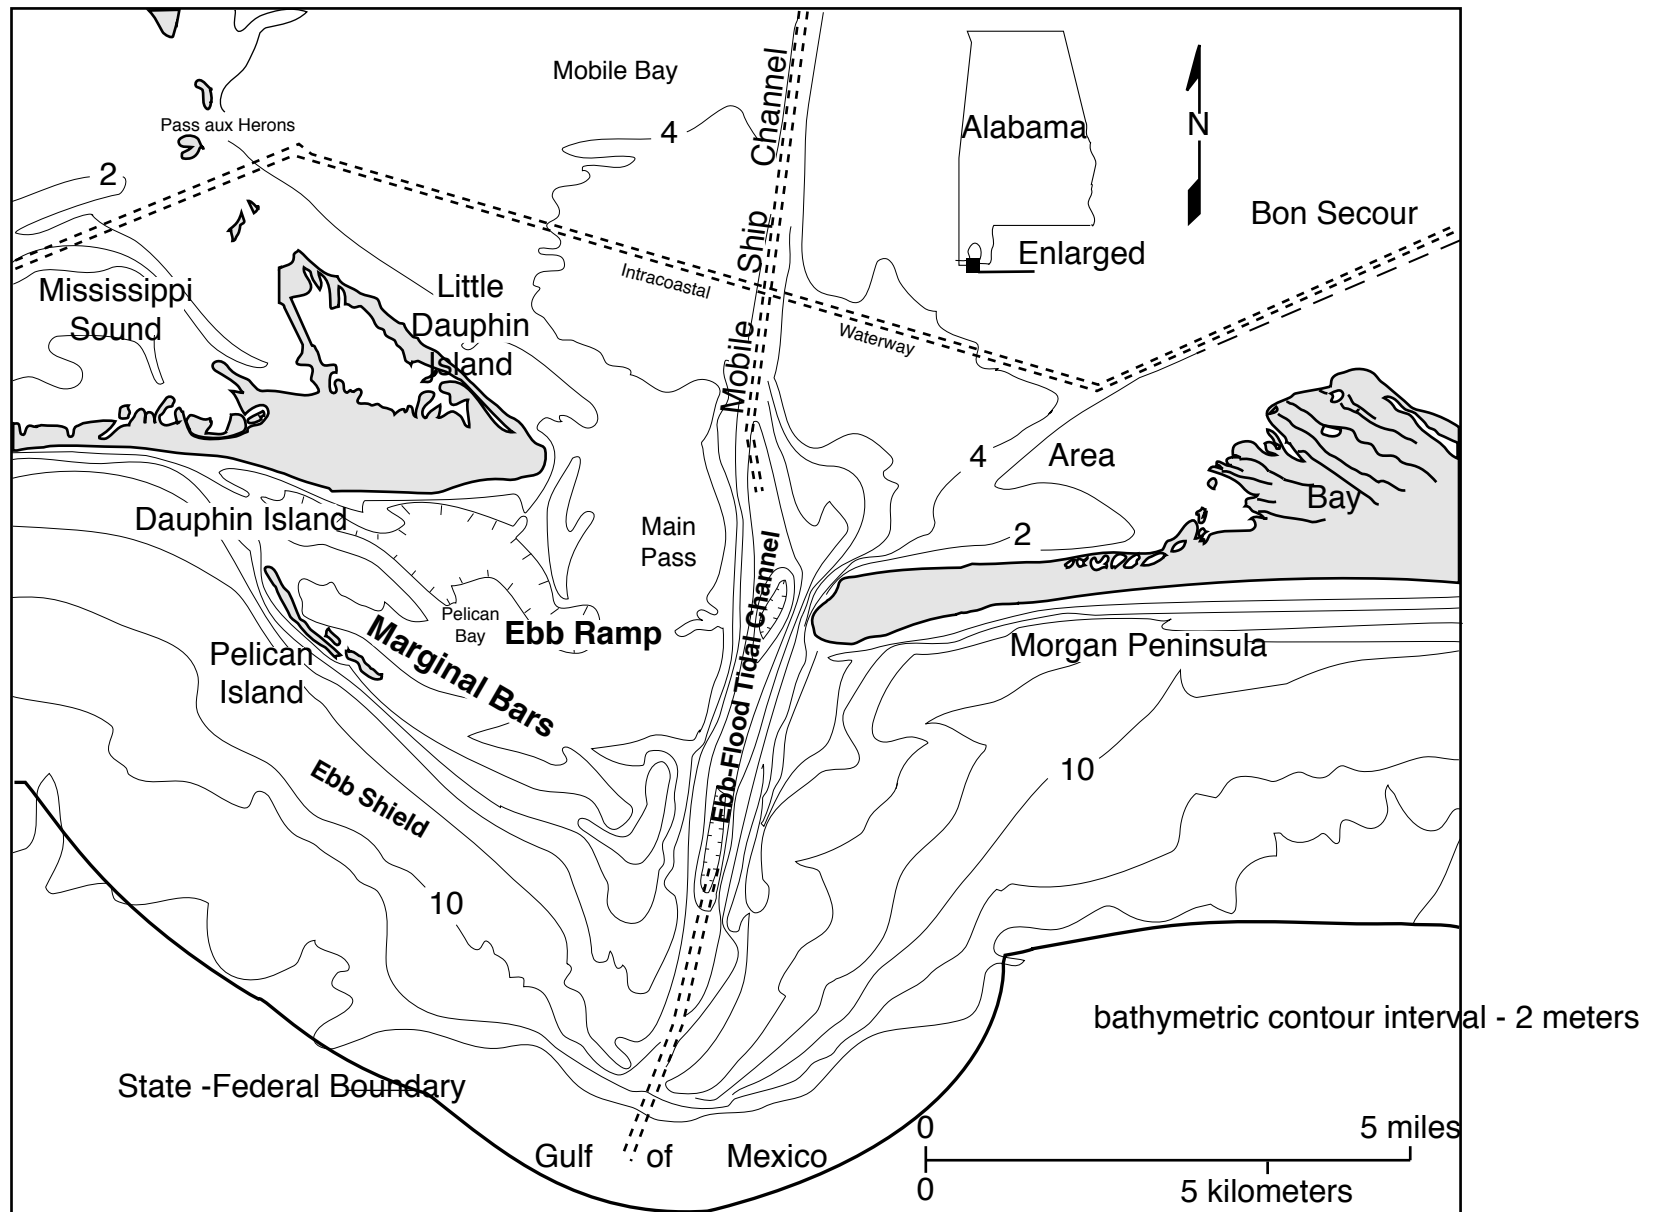 Mobile Bay
Mobile Ship Channel
4
Alabama
N
Pass aux Herons
2
Bon Secour
Enlarged
Intracoastal
Waterway
Mississippi
Sound
Little
Dauphin
Island
4
Area
Bay
Dauphin Island
Main
Pass
2
Ebb-Flood Tidal Channel
Pelican
Bay
Ebb Ramp
Marginal Bars
Morgan Peninsula
Pelican
Island
Ebb Shield
10
10
bathymetric contour interval - 2 meters
State -Federal Boundary
Gulf of Mexico
0
5 miles
0
5 kilometers